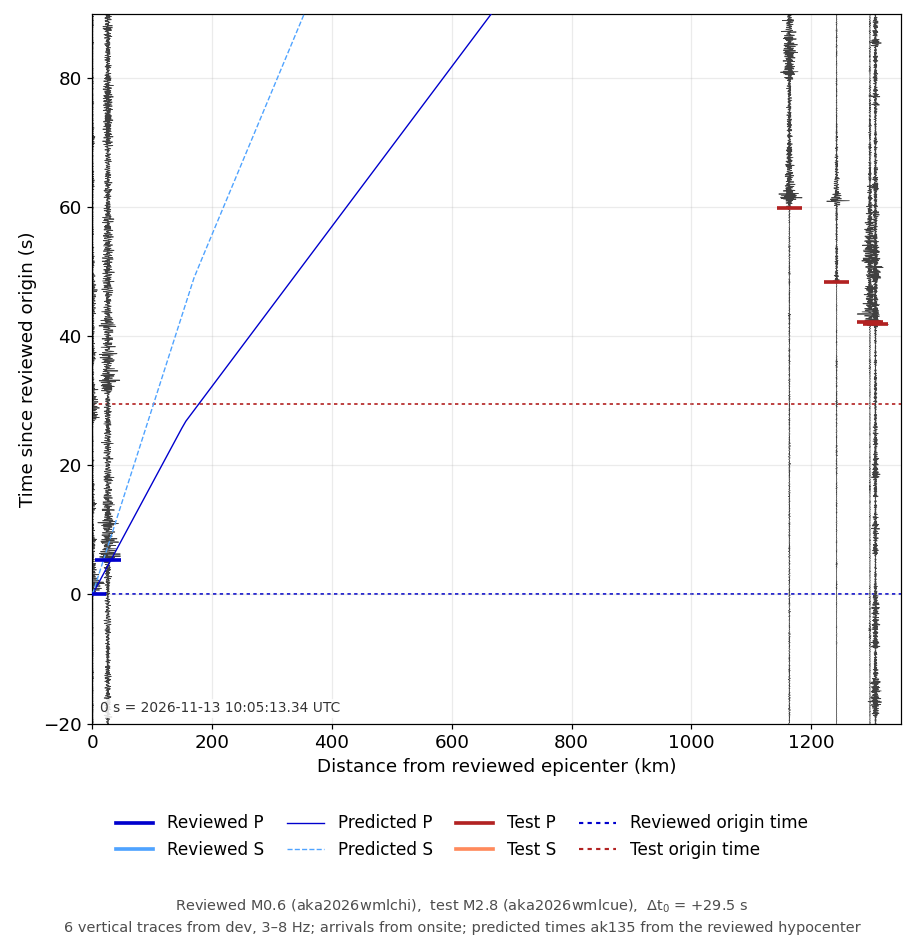 80
60
40
20
0
−20
Time since reviewed origin (s)
0 s = 2026-11-13 10:05:13.34 UTC
0 200 400 600 800 1000 1200
Distance from reviewed epicenter (km)
Reviewed P Predicted P Test P Reviewed origin time
Reviewed S Predicted S Test S Test origin time
Reviewed M0.6 (aka2026wmlchi), test M2.8 (aka2026wmlcue), Δt0 = +29.5 s
6 vertical traces from dev, 3–8 Hz; arrivals from onsite; predicted times ak135 from the reviewed hypocenter